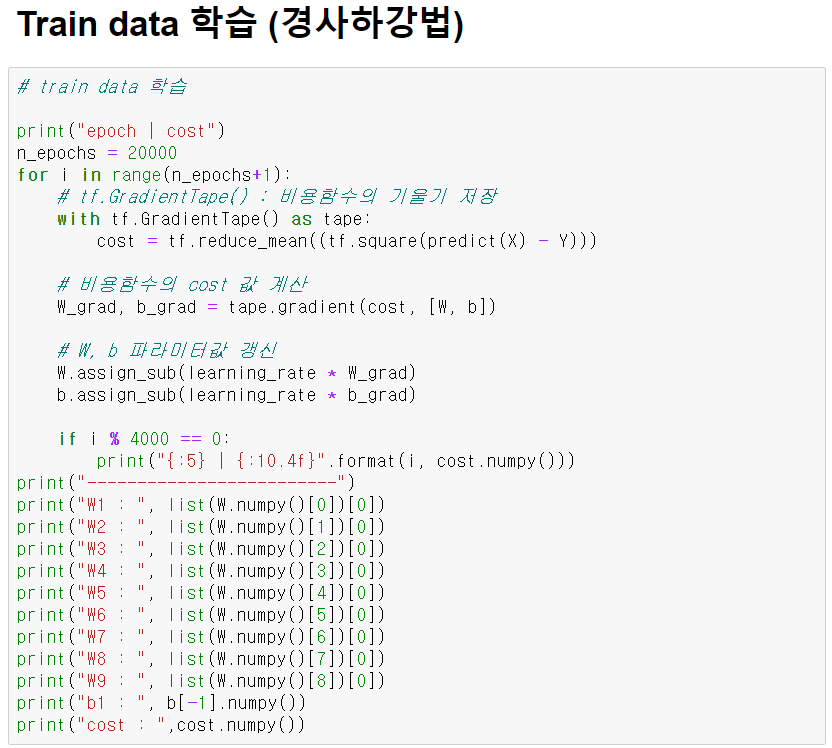 Train data 학습 (경사하강법)
# train data 학습
print("epoch | cost")
n_epochs = 20000
for i in range(n_epochs+1):
    # tf.GradientTape() : 비용함수의 기울기 저장
    with tf.GradientTape() as tape:
        cost = tf.reduce_mean((tf.square(predict(X) - Y)))
    # 비용함수의 cost 값 계산
    W_grad, b_grad = tape.gradient(cost, [W, b])
    # W, b 파라미터값 갱신
    W.assign_sub(learning_rate * W_grad)
    b.assign_sub(learning_rate * b_grad)
    if i % 4000 == 0:
        print("{:5} | {:10.4f}".format(i, cost.numpy()))
print("-------------------------")
print("W1 : ", list(W.numpy()[0])[0])
print("W2 : ", list(W.numpy()[1])[0])
print("W3 : ", list(W.numpy()[2])[0])
print("W4 : ", list(W.numpy()[3])[0])
print("W5 : ", list(W.numpy()[4])[0])
print("W6 : ", list(W.numpy()[5])[0])
print("W7 : ", list(W.numpy()[6])[0])
print("W8 : ", list(W.numpy()[7])[0])
print("W9 : ", list(W.numpy()[8])[0])
print("b1 : ", b[-1].numpy())
print("cost : ",cost.numpy())